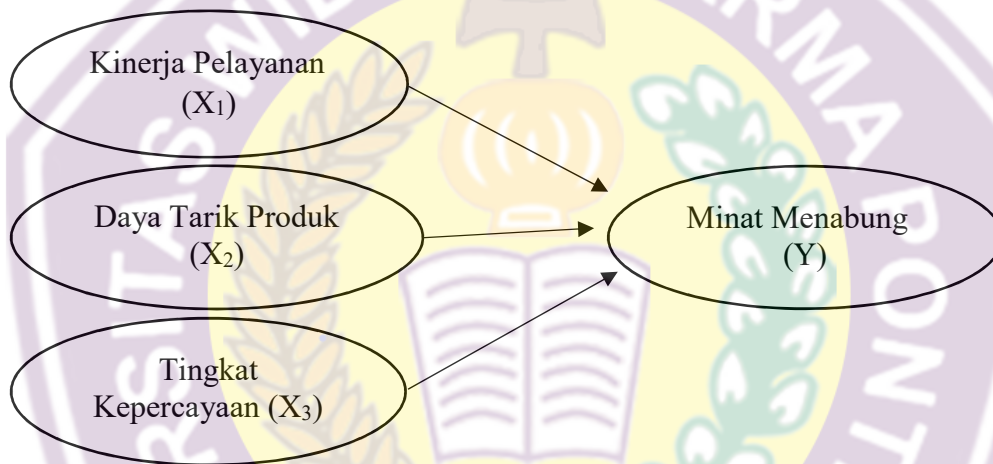 Kinerja Pelayanan
(X₁)
Daya Tarik Produk
(X₂)
Minat Menabung
(Y)
Tingkat
Kepercayaan (X₃)